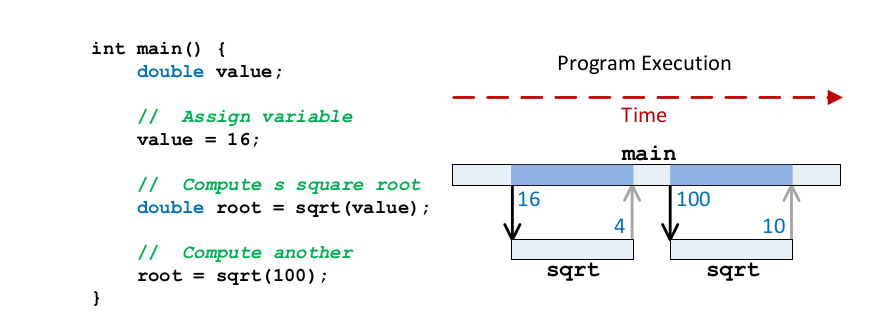 int main() {
    double value;
    //  Assign variable
    value = 16;
    //  Compute s square root
    double root = sqrt(value);
    //  Compute another
    root = sqrt(100);
}
Program Execution
Time
main
16
4
100
10
sqrt
sqrt